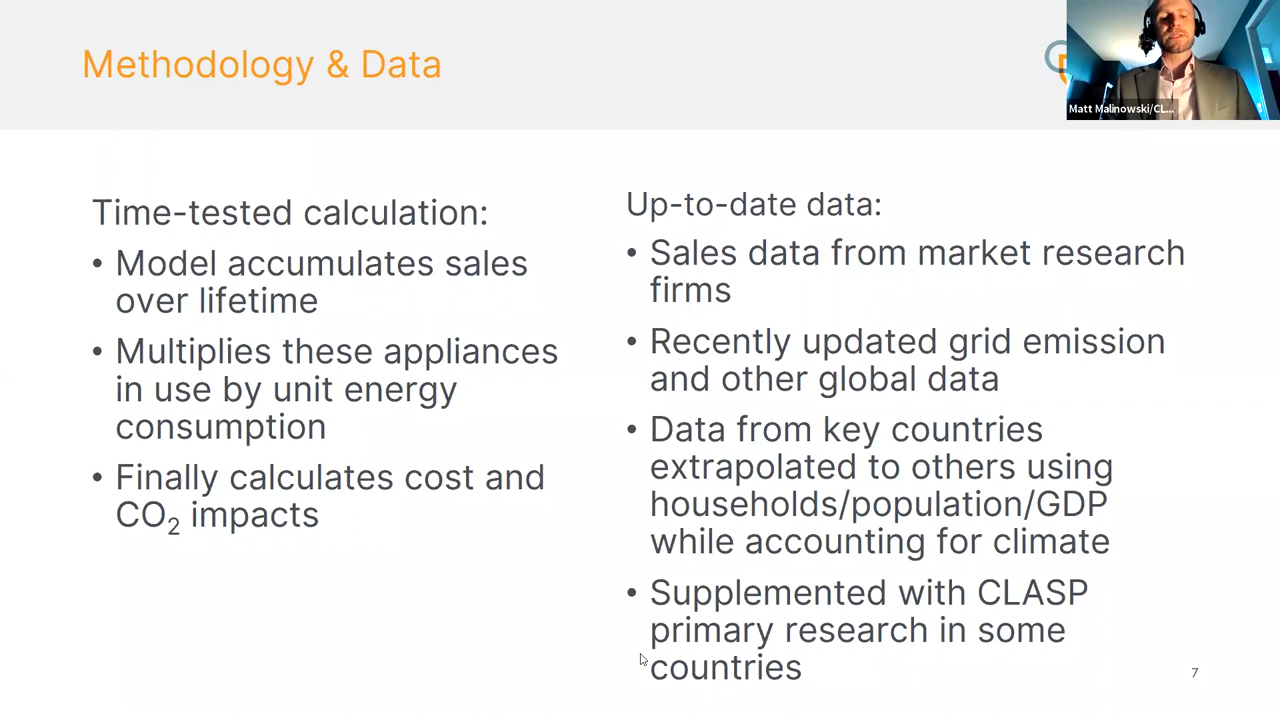 Methodology & Data
Matt Malinowski/CL...
Time-tested calculation:
• Model accumulates sales
over lifetime
• Multiplies these appliances
in use by unit energy
consumption
• Finally calculates cost and
CO₂ impacts
Up-to-date data:
• Sales data from market research
firms
• Recently updated grid emission
and other global data
• Data from key countries
extrapolated to others using
households/population/GDP
while accounting for climate
• Supplemented with CLASP
primary research in some
countries
7